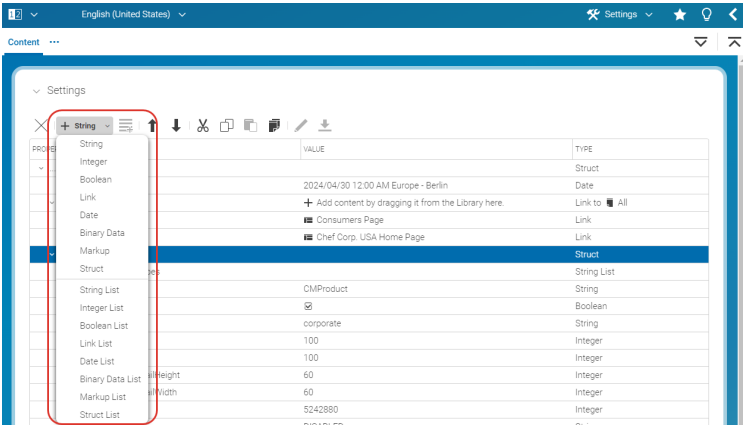 English (United States)
Settings
Content ...
Settings
+ String
PROPE VALUE TYPE
String
Integer
Boolean
Link
Date
Binary Data
Markup
Struct
String List
Integer List
Boolean List
Link List
Date List
Binary Data List
Markup List
Struct List
... Struct
2024/04/30 12:00 AM Europe - Berlin Date
+ Add content by dragging it from the Library here. Link to All
Consumers Page Link
Chef Corp. USA Home Page Link
Struct
pes String List
CMProduct String
Boolean
corporate String
100 Integer
100 Integer
ailHeight 60 Integer
ailWidth 60 Integer
5242880 Integer